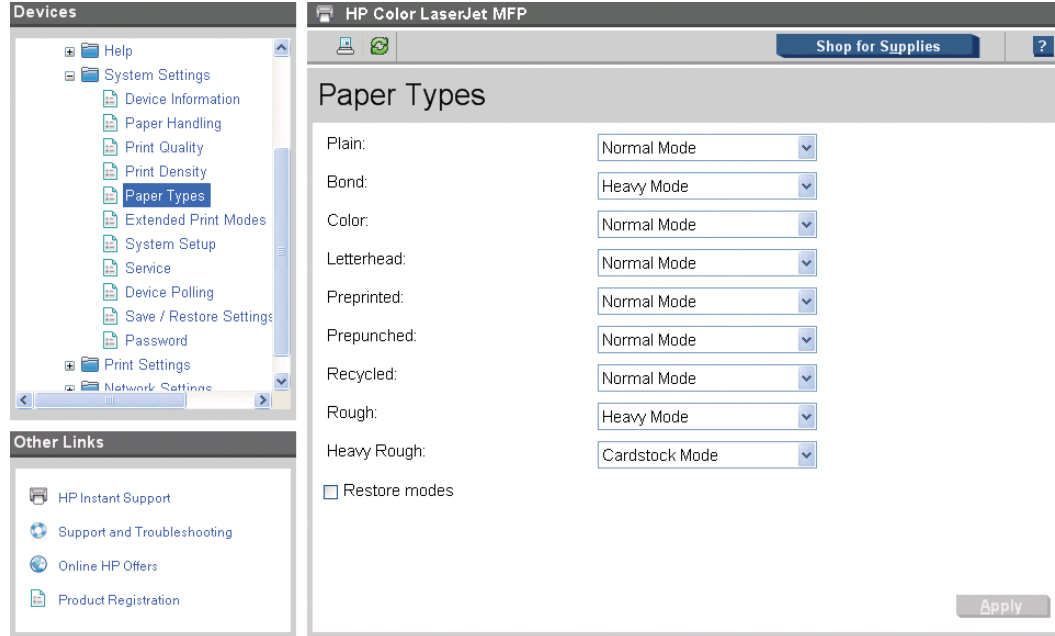 Devices
Help
System Settings
Device Information
Paper Handling
Print Quality
Print Density
Paper Types
Extended Print Modes
System Setup
Service
Device Polling
Save / Restore Settings
Password
Print Settings
Network Settings
Other Links
HP Instant Support
Support and Troubleshooting
Online HP Offers
Product Registration
HP Color LaserJet MFP
Shop for Supplies
?
Paper Types
Plain: Normal Mode
Bond: Heavy Mode
Color: Normal Mode
Letterhead: Normal Mode
Preprinted: Normal Mode
Prepunched: Normal Mode
Recycled: Normal Mode
Rough: Heavy Mode
Heavy Rough: Cardstock Mode
Restore modes
Apply